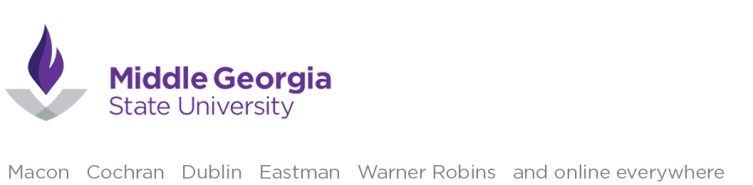 Middle Georgia
State University
Macon Cochran Dublin Eastman Warner Robins and online everywhere